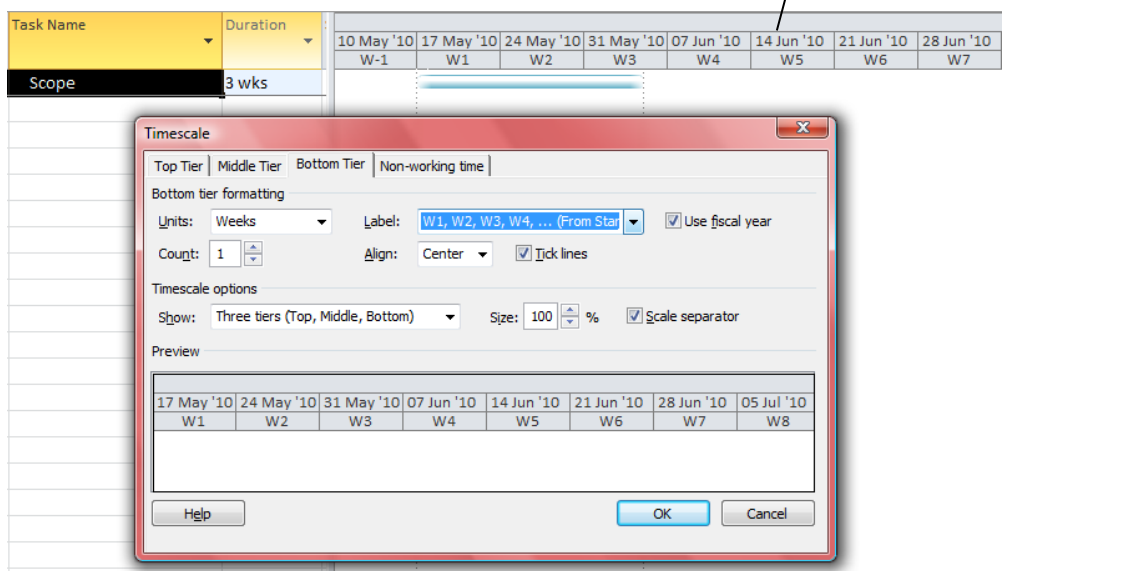 Task Name
Duration
10 May '10 17 May '10 24 May '10 31 May '10 07 Jun '10 14 Jun '10 21 Jun '10 28 Jun '10
W-1 W1 W2 W3 W4 W5 W6 W7
Scope 3 wks
Timescale
Top Tier Middle Tier Bottom Tier Non-working time
Bottom tier formatting
Units: Weeks Label: W1, W2, W3, W4, ... (From Star Use fiscal year
Count: 1 Align: Center Tick lines
Timescale options
Show: Three tiers (Top, Middle, Bottom) Size: 100 % Scale separator
Preview
17 May '10 24 May '10 31 May '10 07 Jun '10 14 Jun '10 21 Jun '10 28 Jun '10 05 Jul '10
W1 W2 W3 W4 W5 W6 W7 W8
Help OK Cancel